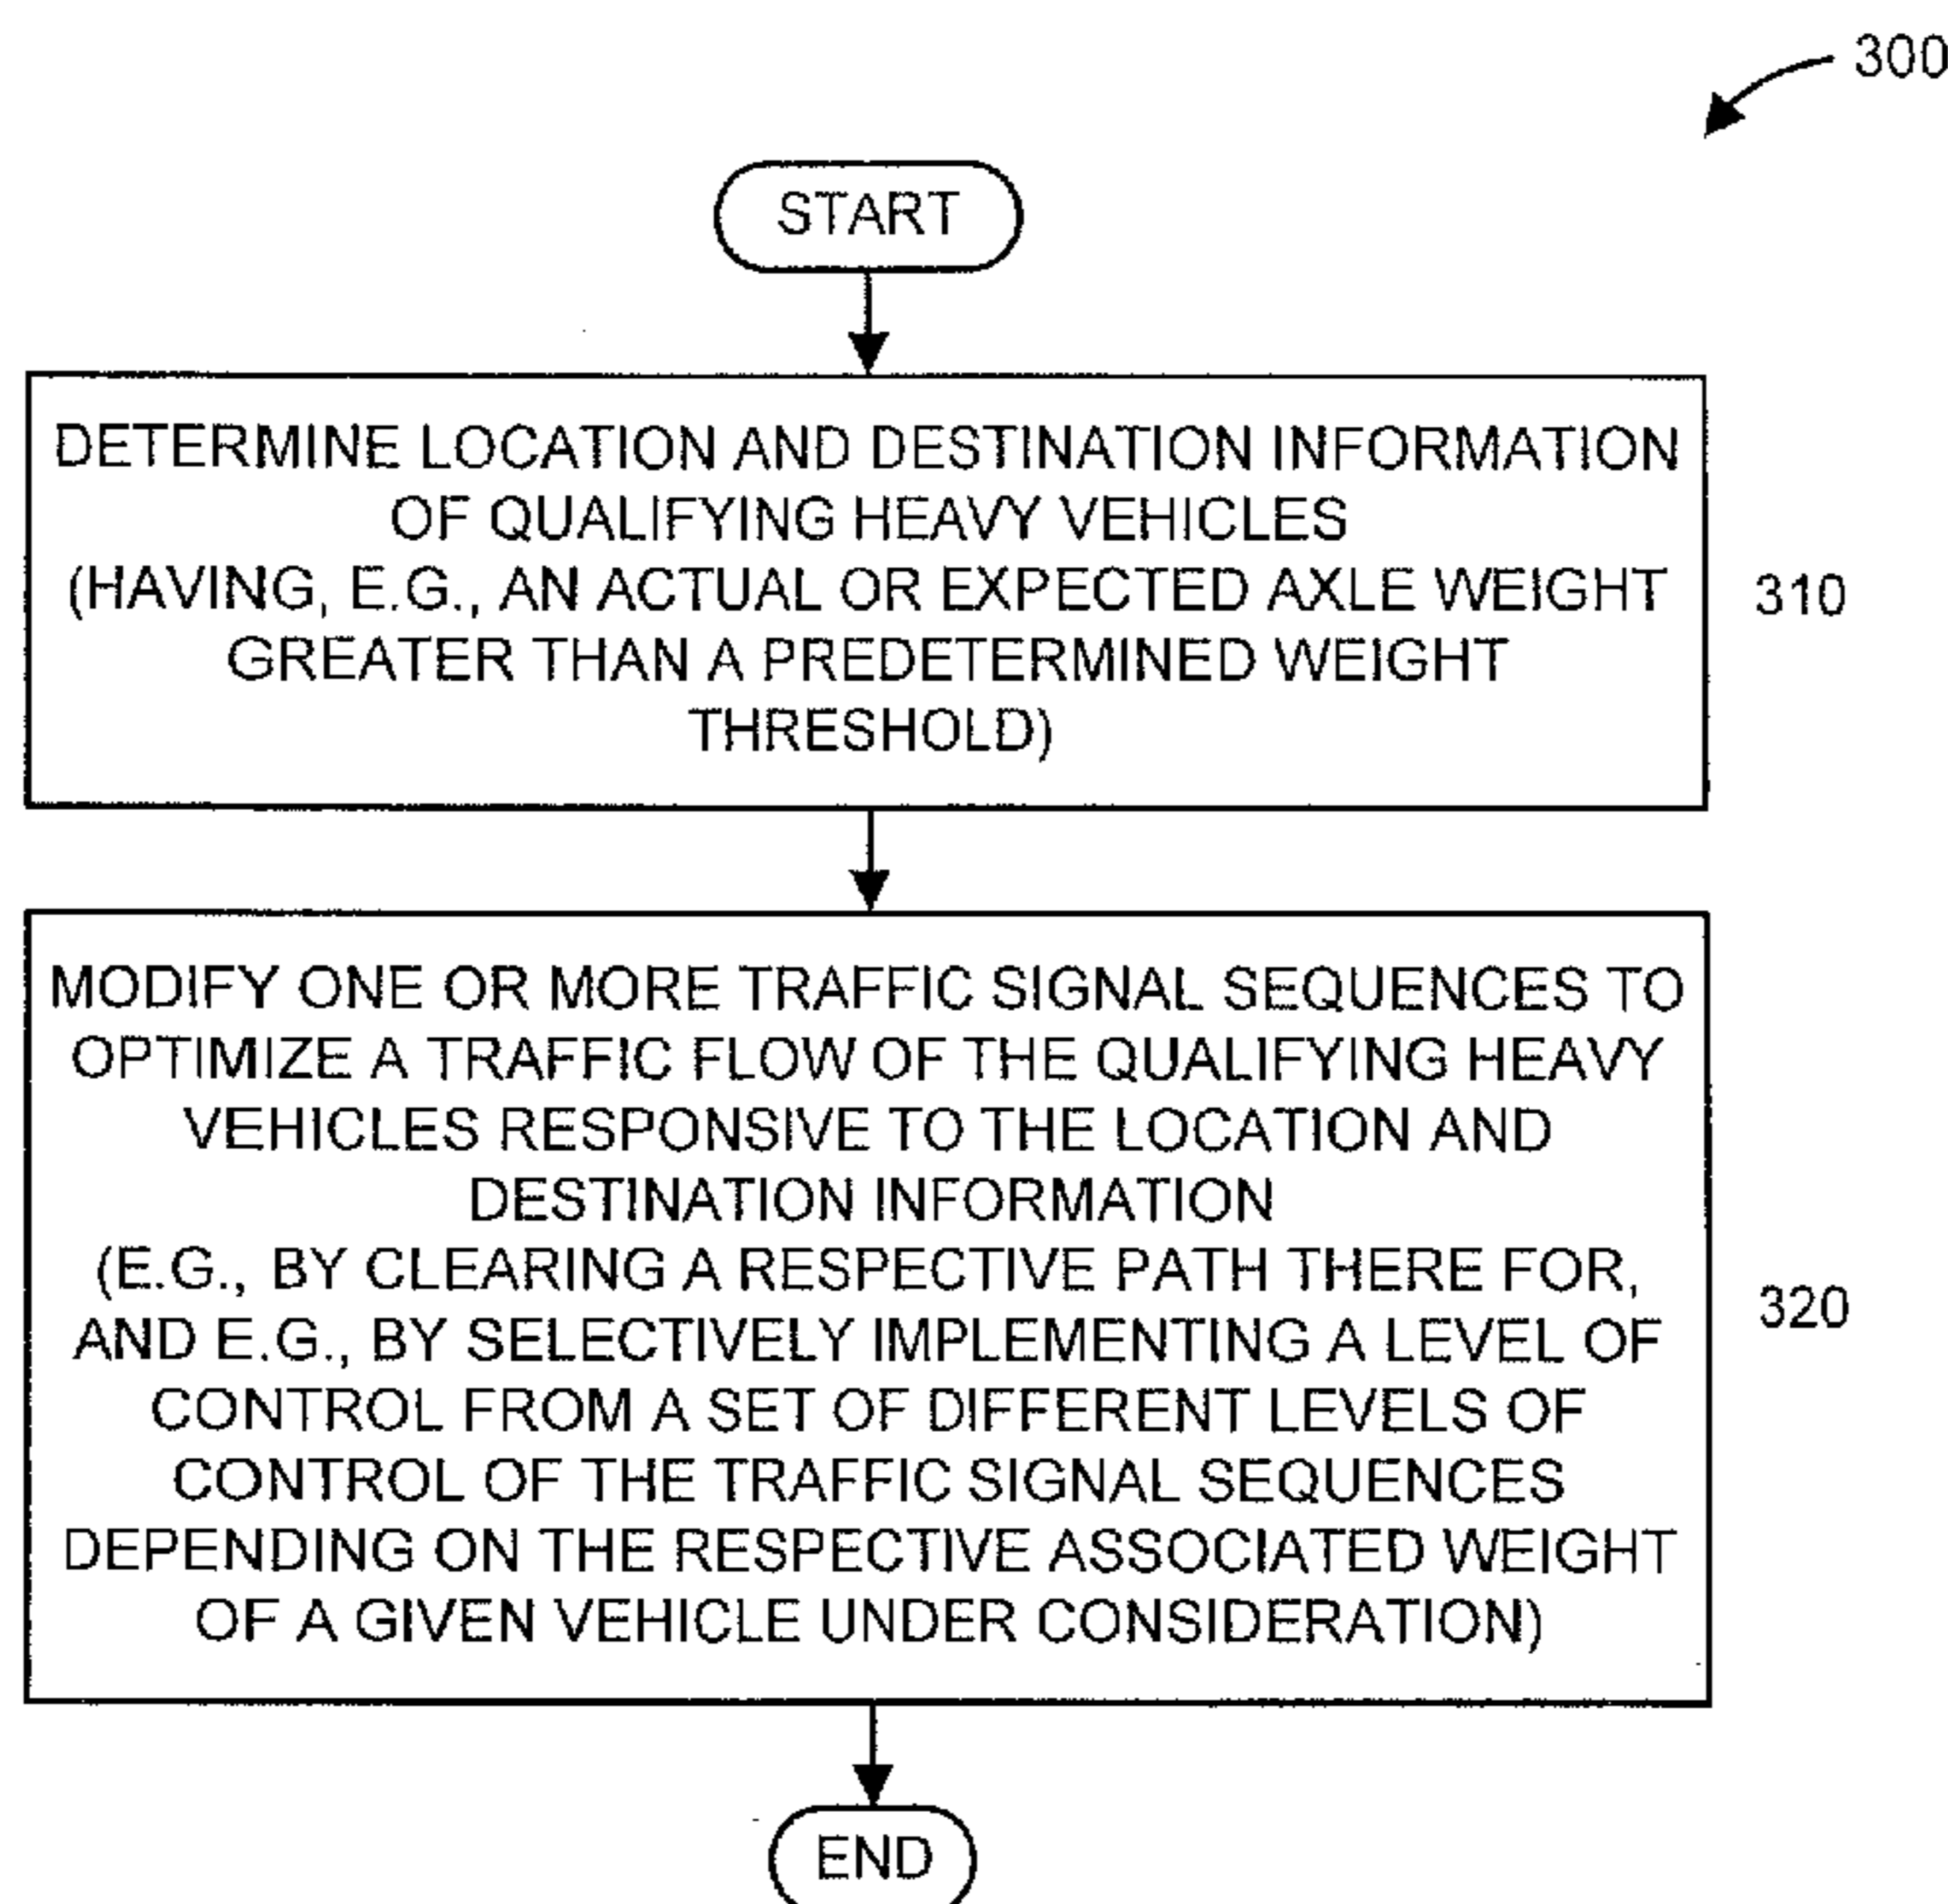 300
START
DETERMINE LOCATION AND DESTINATION INFORMATION
OF QUALIFYING HEAVY VEHICLES
(HAVING, E.G., AN ACTUAL OR EXPECTED AXLE WEIGHT
GREATER THAN A PREDETERMINED WEIGHT
THRESHOLD)
310
MODIFY ONE OR MORE TRAFFIC SIGNAL SEQUENCES TO
OPTIMIZE A TRAFFIC FLOW OF THE QUALIFYING HEAVY
VEHICLES RESPONSIVE TO THE LOCATION AND
DESTINATION INFORMATION
(E.G., BY CLEARING A RESPECTIVE PATH THERE FOR,
AND E.G., BY SELECTIVELY IMPLEMENTING A LEVEL OF
CONTROL FROM A SET OF DIFFERENT LEVELS OF
CONTROL OF THE TRAFFIC SIGNAL SEQUENCES
DEPENDING ON THE RESPECTIVE ASSOCIATED WEIGHT
OF A GIVEN VEHICLE UNDER CONSIDERATION)
320
END